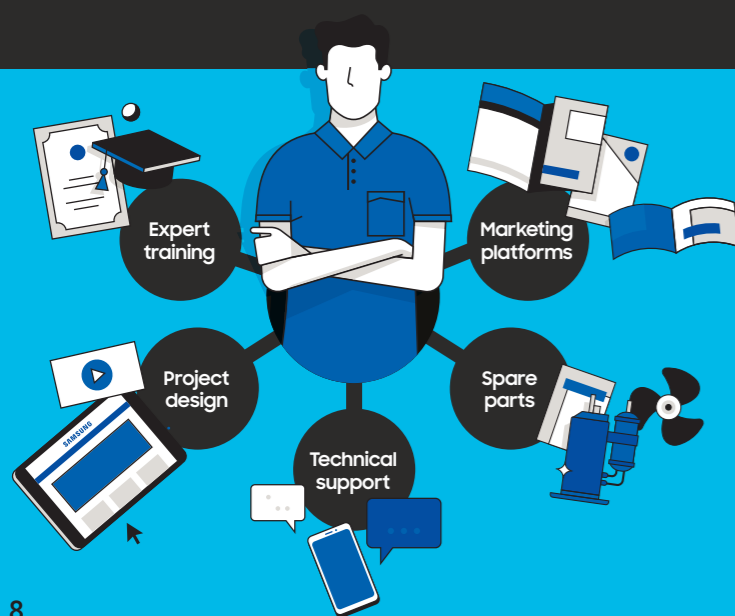 Expert
training
Marketing
platforms
Project
design
Spare
parts
SAMSUNG
Technical
support
8